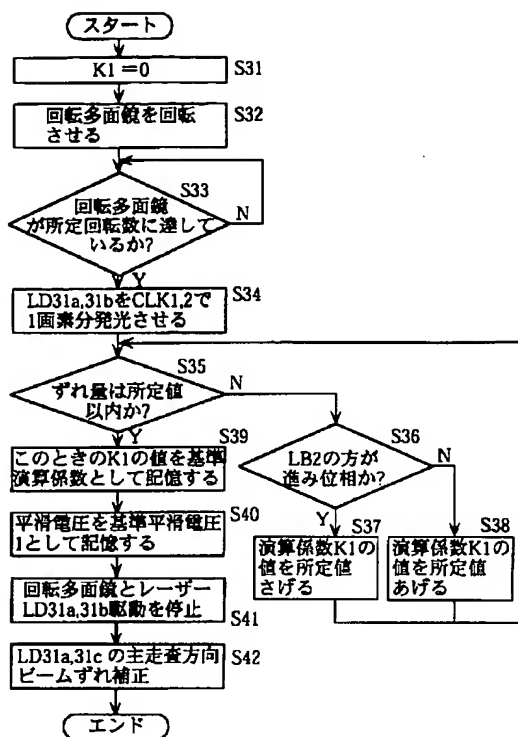 スタート
K1=0
S31
回転多面鏡を回転
させる
S32
S33
回転多面鏡
が所定回転数に達して
いるか?
N
Y
LD31a,31bをCLK1,2で
1画素分発光させる
S34
S35
ずれ量は所定値
以内か?
N
Y
S39
このときのK1の値を基準
演算係数として記憶する
S36
LB2の方が
進み位相か?
N
Y
S37
演算係数K1の
値を所定値
さげる
S38
演算係数K1の
値を所定値
あげる
S40
平滑電圧を基準平滑電圧
1として記憶する
回転多面鏡とレーザー
LD31a,31b駆動を停止
S41
LD31a,31cの主走査方向
ビームずれ補正
S42
エンド